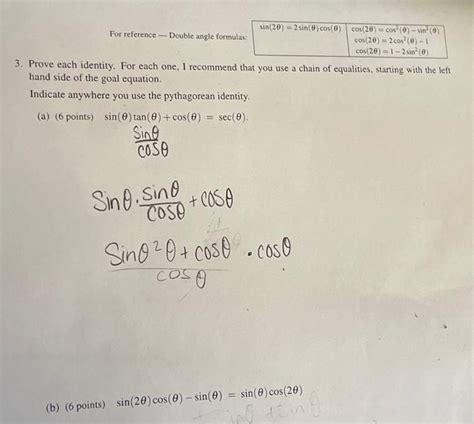 For reference — Double angle formulas:
sin(2θ) = 2 sin(θ) cos(θ)
cos(2θ) = cos²(θ) − sin²(θ)
cos(2θ) = 2cos²(θ) − 1
cos(2θ) = 1 − 2 sin²(θ)
3. Prove each identity. For each one, I recommend that you use a chain of equalities, starting with the left
hand side of the goal equation.
Indicate anywhere you use the pythagorean identity.
(a) (6 points) sin(θ) tan(θ) + cos(θ) = sec(θ).
Sinθ
cosθ
Sinθ · Sinθ/cosθ + cosθ
Sinθ²θ + cosθ · cosθ
cosθ
(b) (6 points) sin(2θ) cos(θ) − sin(θ) = sin(θ) cos(2θ)